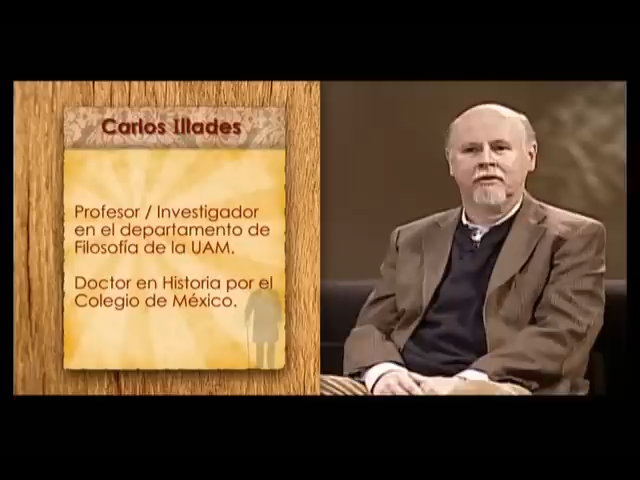 Carlos Illades
Profesor / Investigador
en el departamento de
Filosofía de la UAM.
Doctor en Historia por el
Colegio de México.